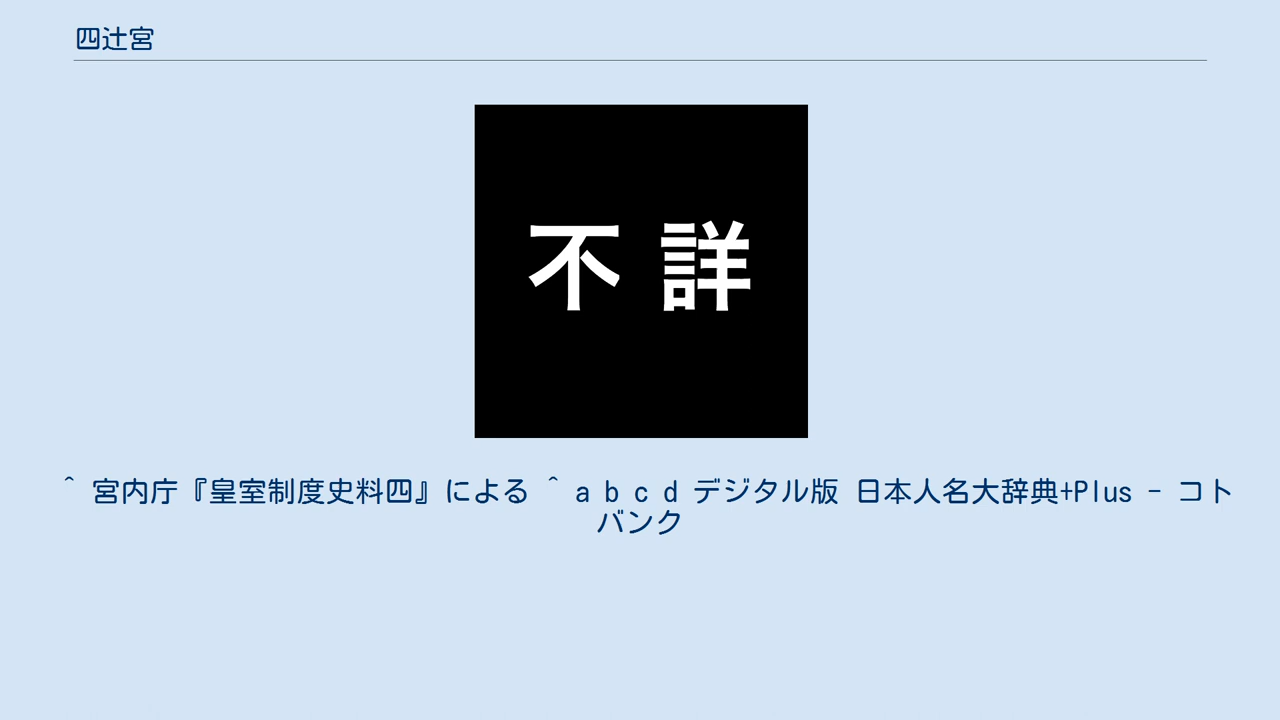 四辻宮
不詳
^ 宮内庁『皇室制度史料四』による ^ a b c d デジタル版 日本人名大辞典+Plus - コト
バンク